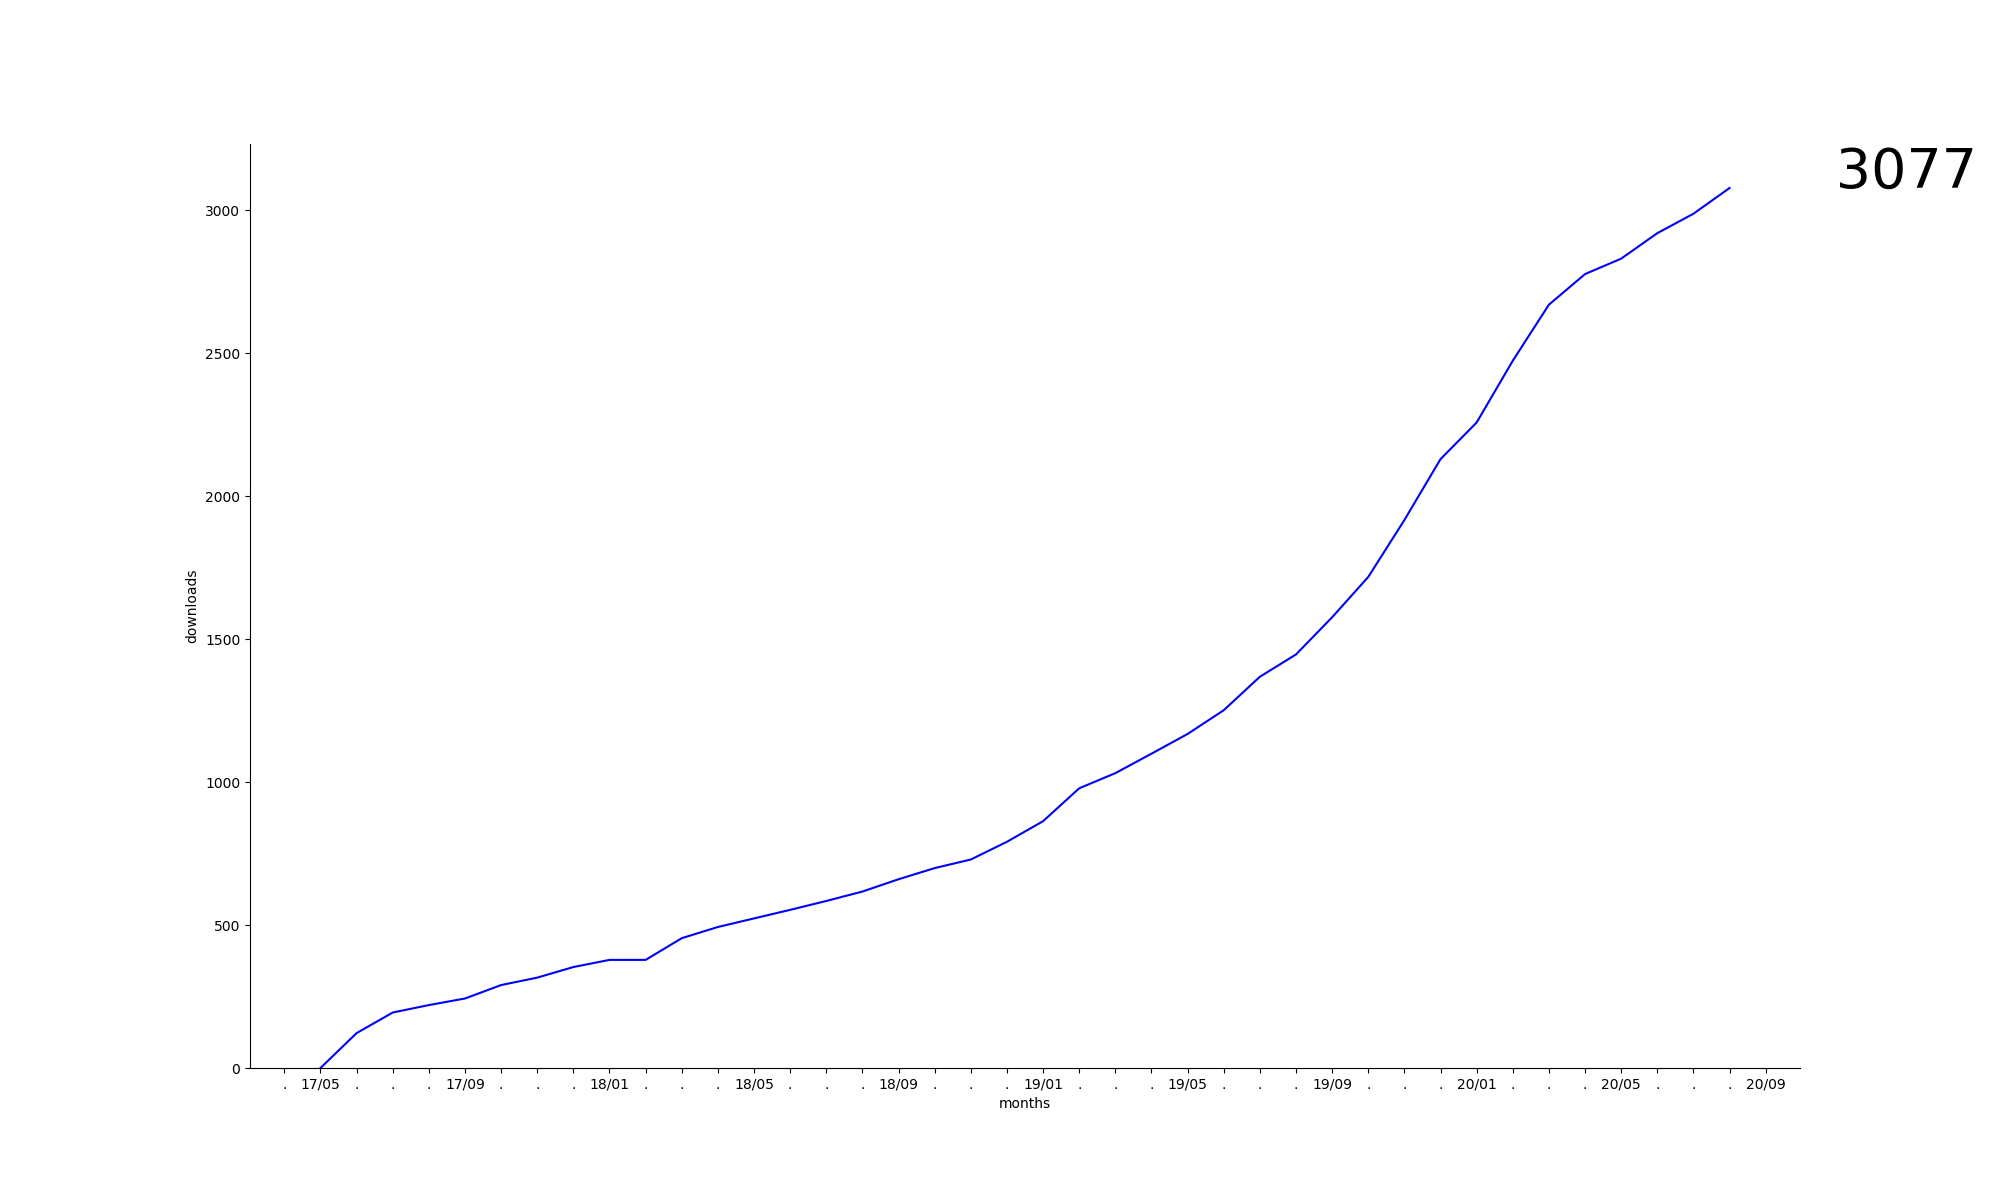 3077
3000
2500
2000
1500
1000
500
0
downloads
. 17/05 . . . 17/09 . . . 18/01 . . . 18/05 . . . 18/09 . . . 19/01 . . . 19/05 . . . 19/09 . . . 20/01 . . . 20/05 . . . 20/09
months